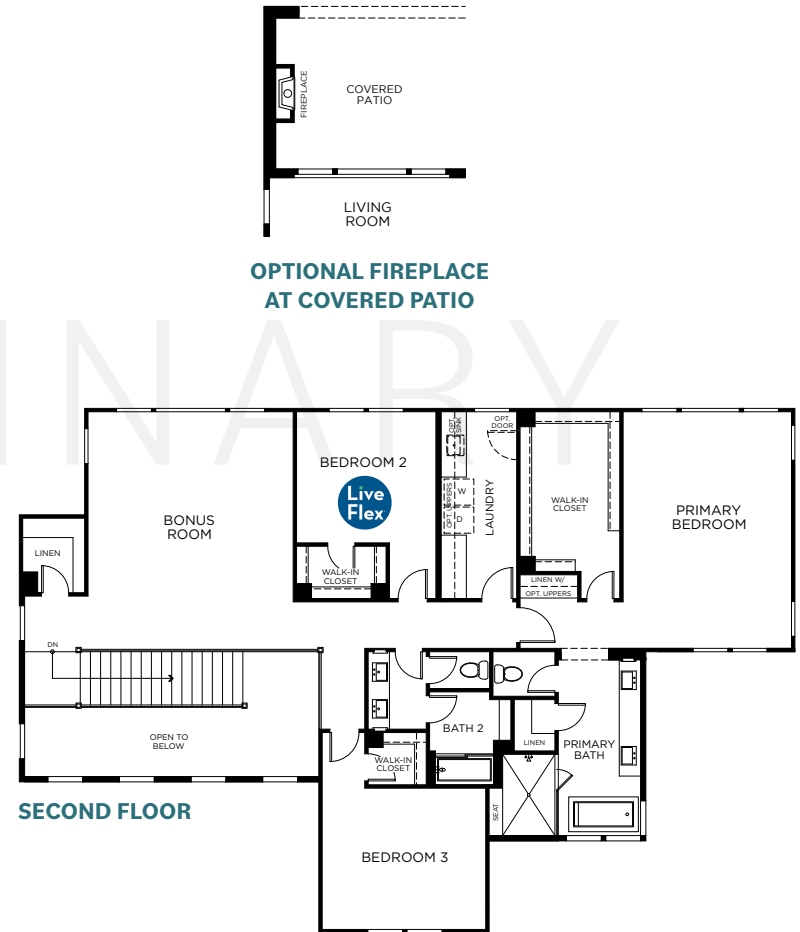 COVERED
PATIO
FIREPLACE
LIVING
ROOM
OPTIONAL FIREPLACE
AT COVERED PATIO
INARY
BONUS
ROOM
LINEN
DN
OPEN TO
BELOW
BEDROOM 2
Live
Flex
WALK-IN
CLOSET
OPT.
SINK
OPT.
DOOR
OPT. UPPERS
W
D
LAUNDRY
WALK-IN
CLOSET
LINEN W/
OPT. UPPERS
PRIMARY
BEDROOM
BATH 2
WALK-IN
CLOSET
LINEN
PRIMARY
BATH
SEAT
BEDROOM 3
SECOND FLOOR